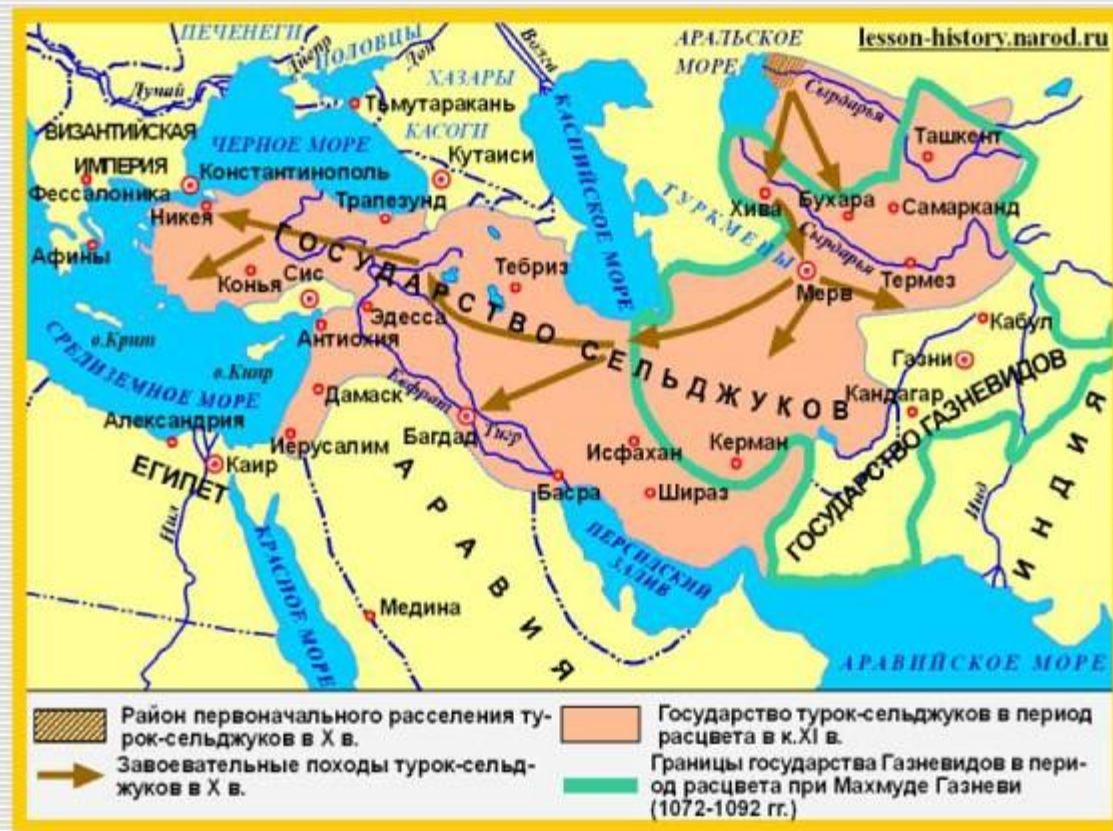 lesson-history.narod.ru
ПЕЧЕНЕГИ
ПОЛОВЦЫ
Днепр
Дон
Волга
АРАЛЬСКОЕ
МОРЕ
ХАЗАРЫ
Дунай
Тьмутаракань
Сырдарья
ВИЗАНТИЙСКАЯ
ИМПЕРИЯ
ЧЕРНОЕ МОРЕ
КАСОГИ
Кутаиси
КАСПИЙСКОЕ МОРЕ
Ташкент
Константинополь
Фессалоника
Никея
Трапезунд
ТУРКМЕНЫ
Хива
Бухара
Самарканд
Сырдарья
Афины
Конья
Сис
Тебриз
Термез
Мерв
ГОСУДАРСТВО СЕЛЬДЖУКОВ
Эдесса
Антиохия
Кабул
Газни
о.Крит
о.Кипр
СРЕДИЗЕМНОЕ МОРЕ
Дамаск
Евфрат
Тигр
Кандагар
Александрия
Иерусалим
Багдад
Исфахан
Керман
ГОСУДАРСТВО ГАЗНЕВИДОВ
ЕГИПЕТ
Каир
Басра
Шираз
Инд
ИНДИЯ
Нил
АРАВИЯ
ПЕРСИДСКИЙ
ЗАЛИВ
КРАСНОЕ МОРЕ
Медина
АРАВИЙСКОЕ МОРЕ
Район первоначального расселения ту-
рок-сельджуков в X в.
Завоевательные походы турок-сельд-
жуков в X в.
Государство турок-сельджуков в период
расцвета в к.XI в.
Границы государства Газневидов в пери-
од расцвета при Махмуде Газневи
(1072-1092 гг.)